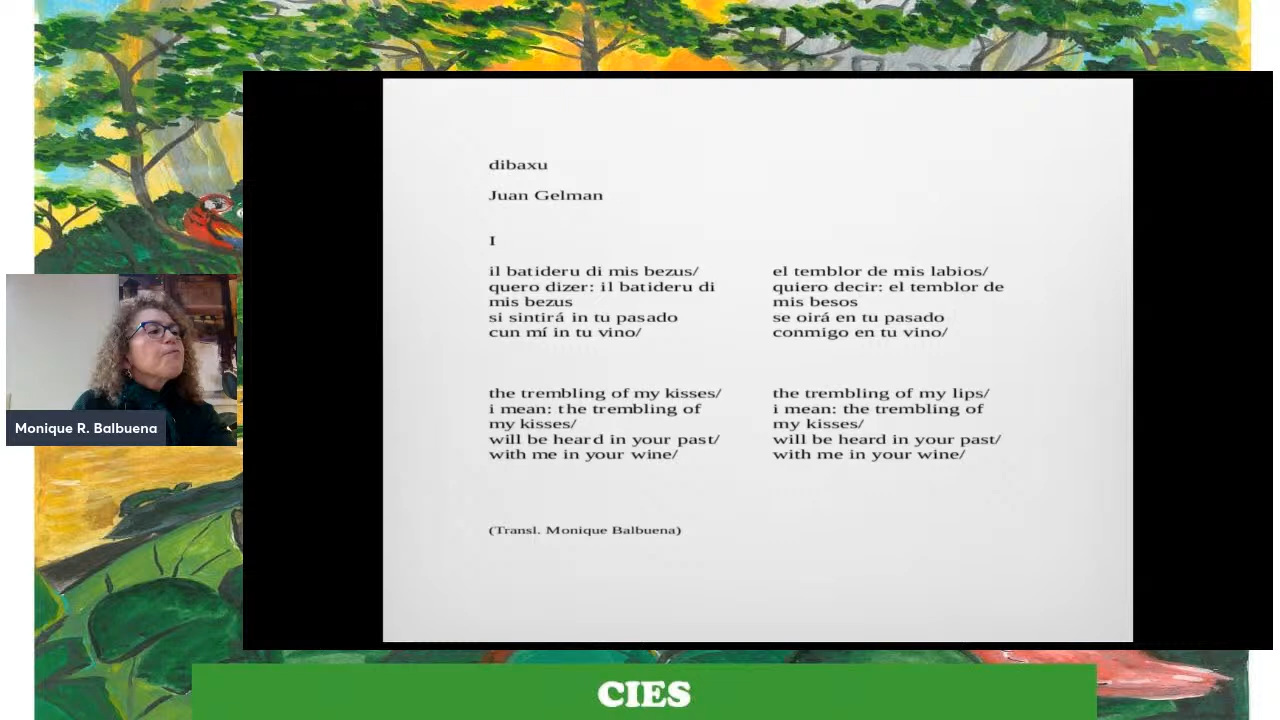 dibaxu
Juan Gelman
I
il batideru di mis bezus/
quero dizer: il batideru di
mis bezus
si sintirá in tu pasado
cun mí in tu vino/
el temblor de mis labios/
quiero decir: el temblor de
mis besos
se oirá en tu pasado
conmigo en tu vino/
the trembling of my kisses/
i mean: the trembling of
my kisses/
will be heard in your past/
with me in your wine/
the trembling of my lips/
i mean: the trembling of
my kisses/
will be heard in your past/
with me in your wine/
(Transl. Monique Balbuena)
Monique R. Balbuena
CIES